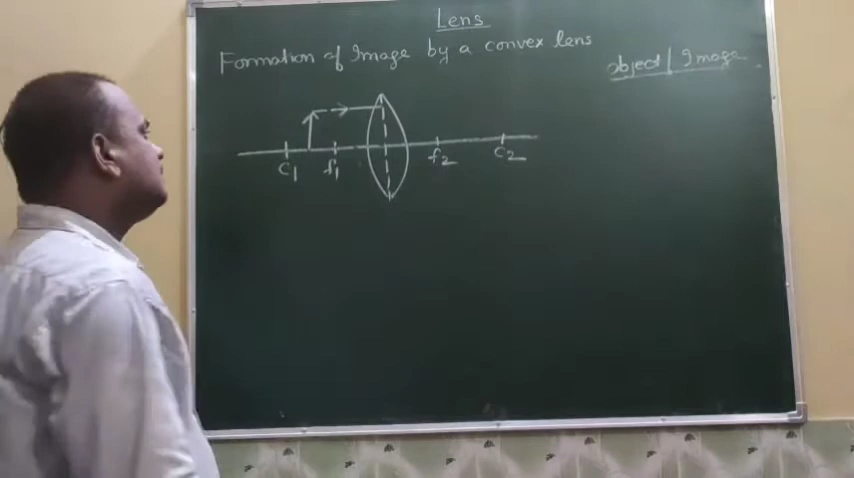 Lens
Formation of Image by a convex lens
object / Image
C1 f1 f2 C2